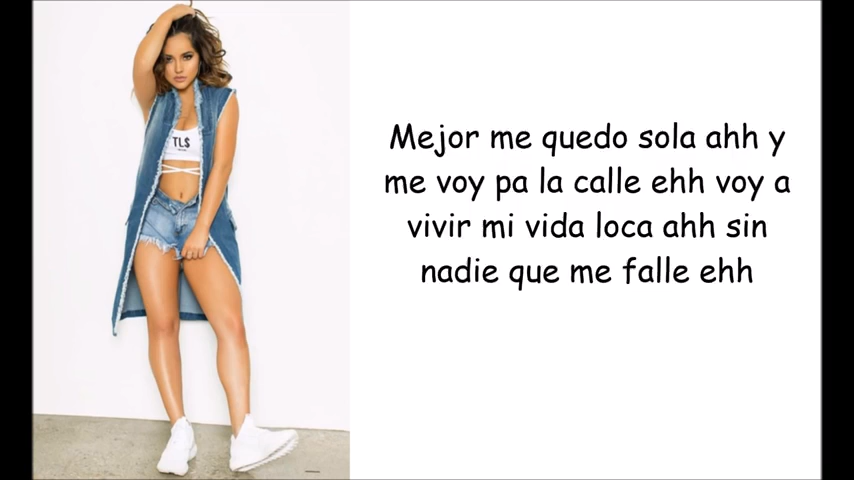 TL$
Mejor me quedo sola ahh y
me voy pa la calle ehh voy a
vivir mi vida loca ahh sin
nadie que me falle ehh